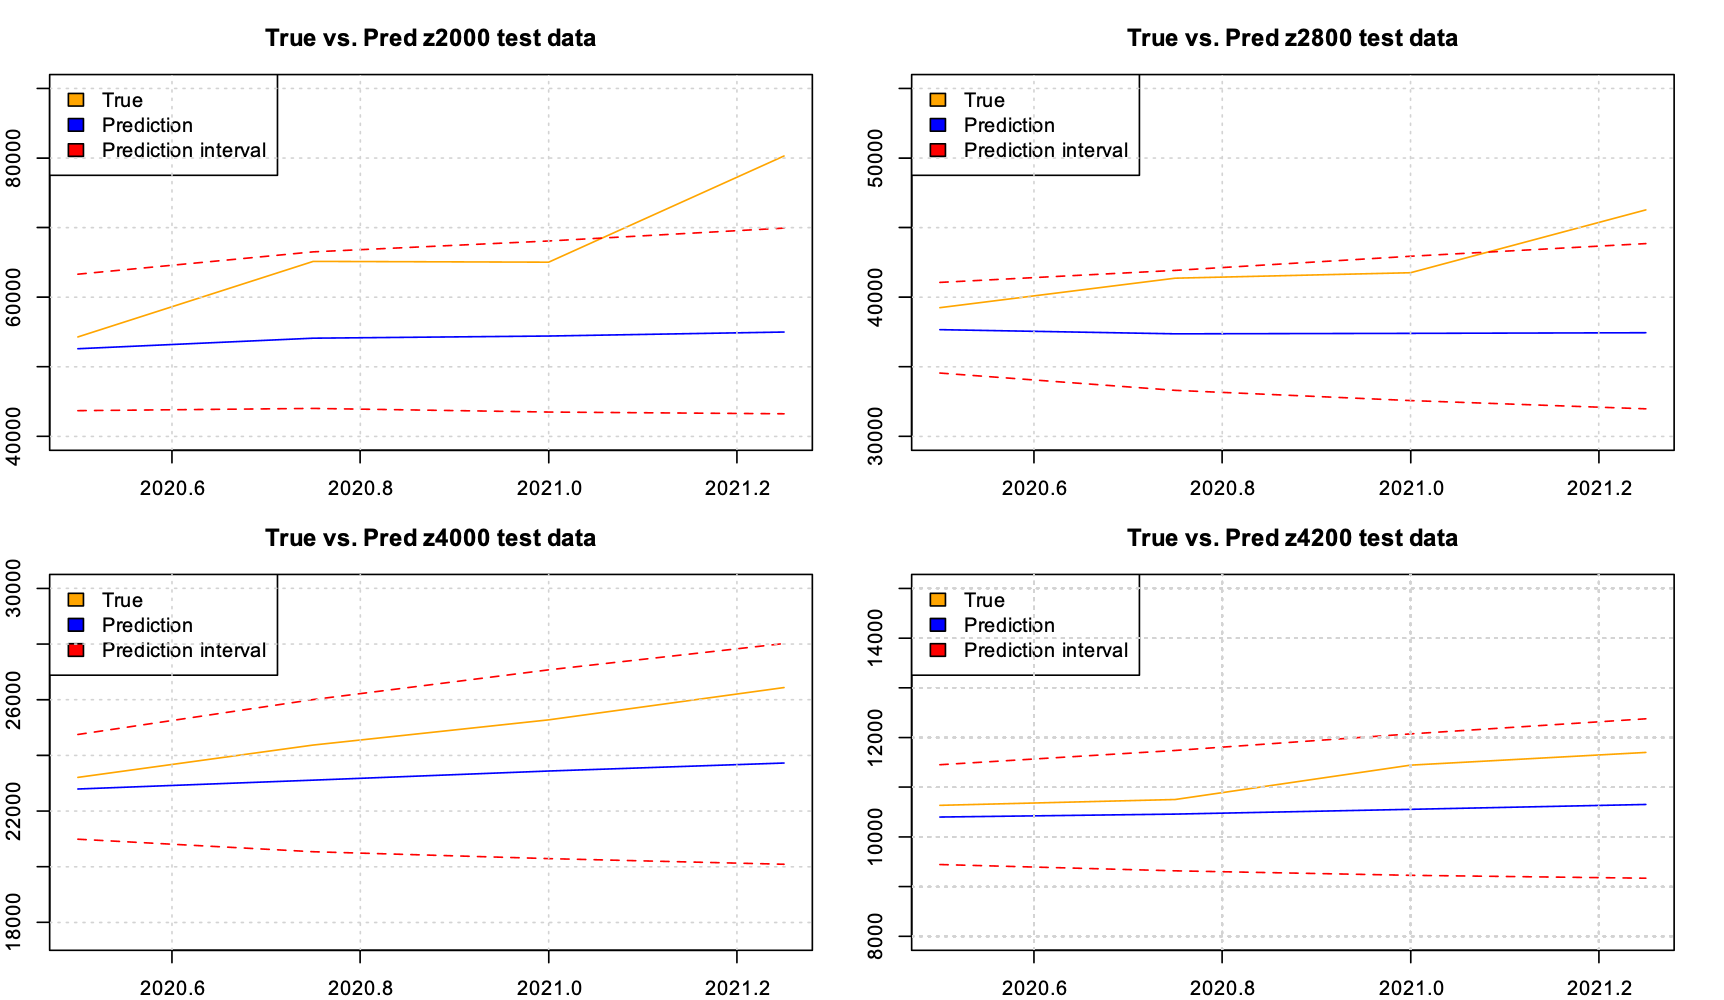 True vs. Pred z2000 test data
True
Prediction
Prediction interval
80000
60000
40000
2020.6 2020.8 2021.0 2021.2
True vs. Pred z2800 test data
True
Prediction
Prediction interval
50000
40000
30000
2020.6 2020.8 2021.0 2021.2
True vs. Pred z4000 test data
True
Prediction
Prediction interval
30000
26000
22000
18000
2020.6 2020.8 2021.0 2021.2
True vs. Pred z4200 test data
True
Prediction
Prediction interval
14000
12000
10000
8000
2020.6 2020.8 2021.0 2021.2